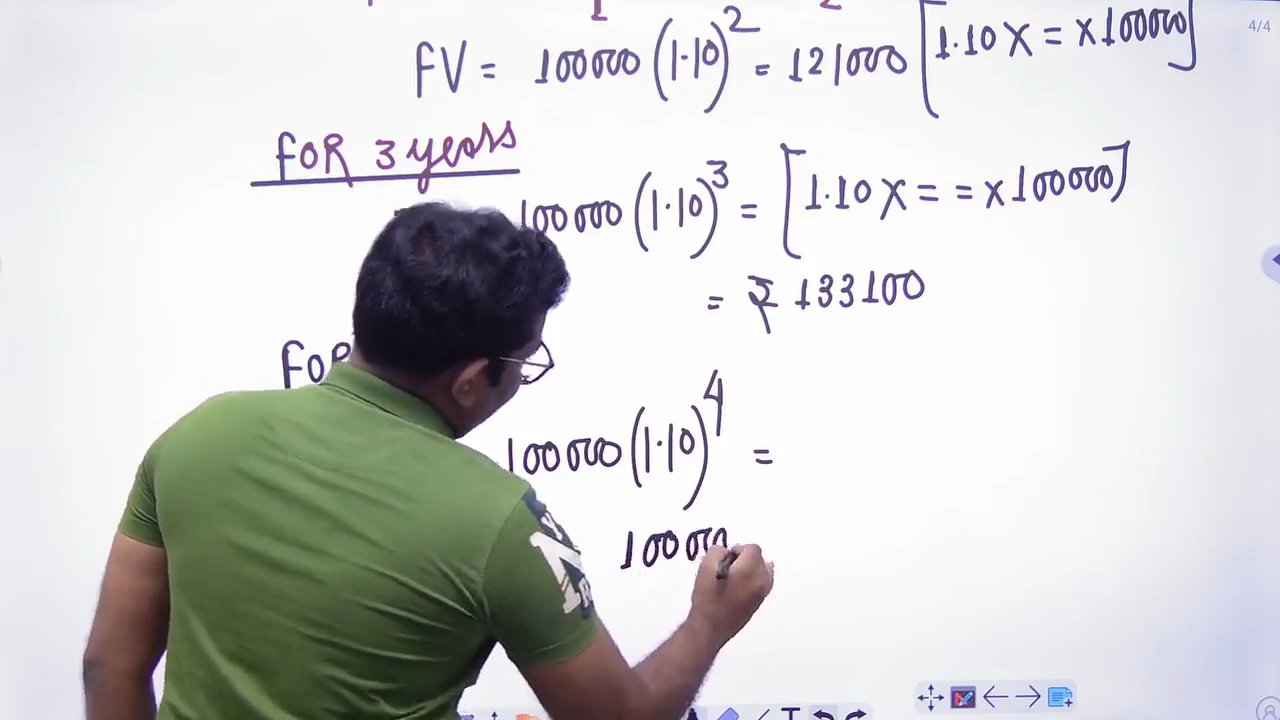 4/4
FV = 100000 (1.10)^2 = 121000 [1.10 X = X 100000]
FOR 3 years
100000 (1.10)^3 = [1.10 X = = X 100000]
= ₹ 133100
FOR
100000 (1.10)^4 =
100000